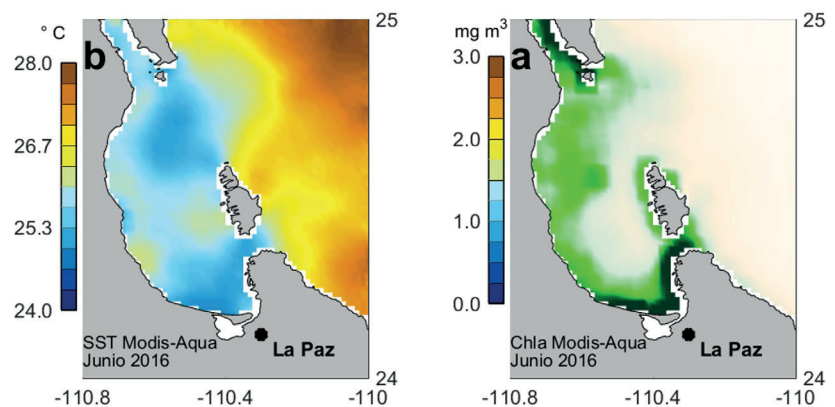 ° C
b
28.0
26.7
25.3
24.0
SST Modis-Aqua
Junio 2016
La Paz
25
24
-110.8
-110.4
-110
mg m³
a
3.0
2.0
1.0
0.0
Chla Modis-Aqua
Junio 2016
La Paz
25
24
-110.8
-110.4
-110